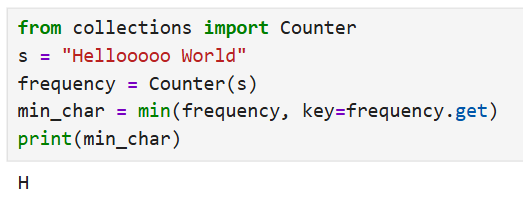 from collections import Counter
s = "Hellooooo World"
frequency = Counter(s)
min_char = min(frequency, key=frequency.get)
print(min_char)
H